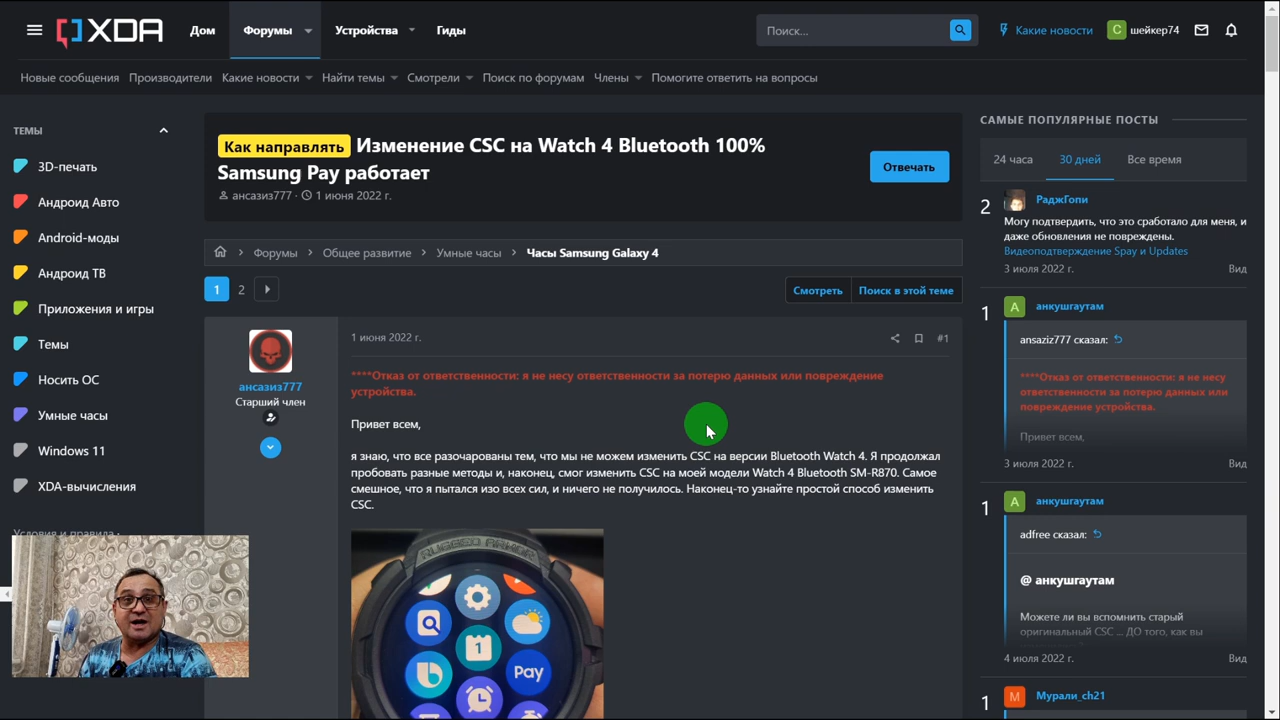 XDA
Дом
Форумы
Устройства
Гиды
Поиск...
Какие новости
С
шейкер74
Новые сообщения
Производители
Какие новости
Найти темы
Смотрели
Поиск по форумам
Члены
Помогите ответить на вопросы
ТЕМЫ
3D-печать
Андроид Авто
Android-моды
Андроид ТВ
Приложения и игры
Темы
Носить ОС
Умные часы
Windows 11
XDA-вычисления
Условия и правила
Как направлять Изменение CSC на Watch 4 Bluetooth 100%
Samsung Pay работает
ансазиз777 · 1 июня 2022 г.
Отвечать
Форумы > Общее развитие > Умные часы > Часы Samsung Galaxy 4
1 2
Смотреть
Поиск в этой теме
ансазиз777
Старший член
1 июня 2022 г.
#1
****Отказ от ответственности: я не несу ответственности за потерю данных или повреждение
устройства.
Привет всем,
я знаю, что все разочарованы тем, что мы не можем изменить CSC на версии Bluetooth Watch 4. Я продолжал
пробовать разные методы и, наконец, смог изменить CSC на моей модели Watch 4 Bluetooth SM-R870. Самое
смешное, что я пытался изо всех сил, и ничего не получилось. Наконец-то узнайте простой способ изменить
CSC.
RUGGED ARMOR
1
Pay
САМЫЕ ПОПУЛЯРНЫЕ ПОСТЫ
24 часа
30 дней
Все время
2
РаджГопи
Могу подтвердить, что это сработало для меня, и
даже обновления не повреждены.
Видеоподтверждение Spay и Updates
3 июля 2022 г.
Вид
1
А
анкушгаутам
ansaziz777 сказал:
****Отказ от ответственности: я не несу
ответственности за потерю данных или
повреждение устройства.
Привет всем,
3 июля 2022 г.
Вид
1
А
анкушгаутам
adfree сказал:
@ анкушгаутам
Можете ли вы вспомнить старый
оригинальный CSC ... ДО того, как вы
4 июля 2022 г.
Вид
1
М
Мурали_ch21